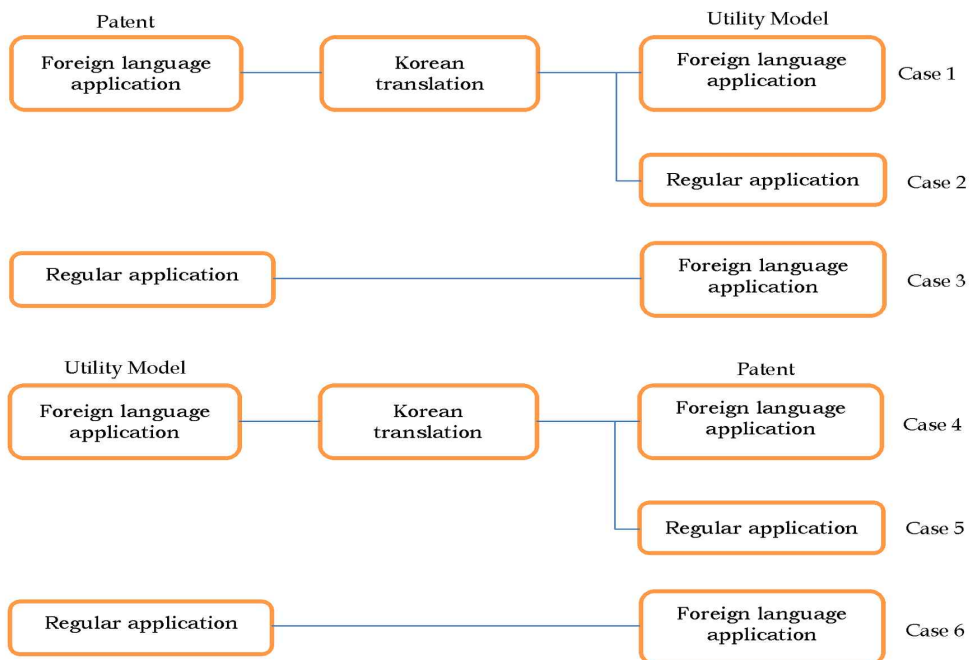 Patent
Utility Model
Foreign language
application
Korean
translation
Foreign language
application
Case 1
Regular application
Case 2
Regular application
Foreign language
application
Case 3
Utility Model
Patent
Foreign language
application
Korean
translation
Foreign language
application
Case 4
Regular application
Case 5
Regular application
Foreign language
application
Case 6